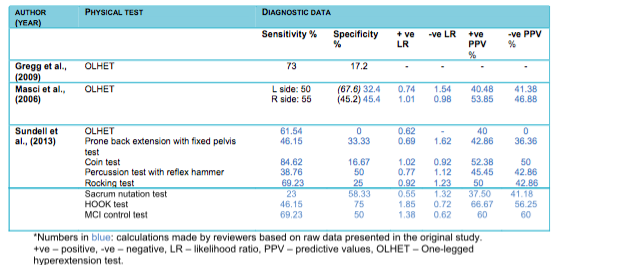 AUTHOR (YEAR) PHYSICAL TEST DIAGNOSTIC DATA
Sensitivity % Specificity % + ve LR -ve LR +ve PPV % -ve PPV %
Gregg et al., (2009) OLHET 73 17.2 - - - -
Masci et al., (2006) OLHET L side: 50 (67.6) 32.4 0.74 1.54 40.48 41.38
R side: 55 (45.2) 45.4 1.01 0.98 53.85 46.88
Sundell et al., (2013) OLHET 61.54 0 0.62 - 40 0
Prone back extension with fixed pelvis test 46.15 33.33 0.69 1.62 42.86 36.36
Coin test 84.62 16.67 1.02 0.92 52.38 50
Percussion test with reflex hammer 38.76 50 0.77 1.12 45.45 42.86
Rocking test 69.23 25 0.92 1.23 50 42.86
Sacrum nutation test 23 58.33 0.55 1.32 37.50 41.18
HOOK test 46.15 75 1.85 0.72 66.67 56.25
MCI control test 69.23 50 1.38 0.62 60 60
*Numbers in blue: calculations made by reviewers based on raw data presented in the original study.
+ve – positive, -ve – negative, LR – likelihood ratio, PPV – predictive values, OLHET – One-legged
hyperextension test.